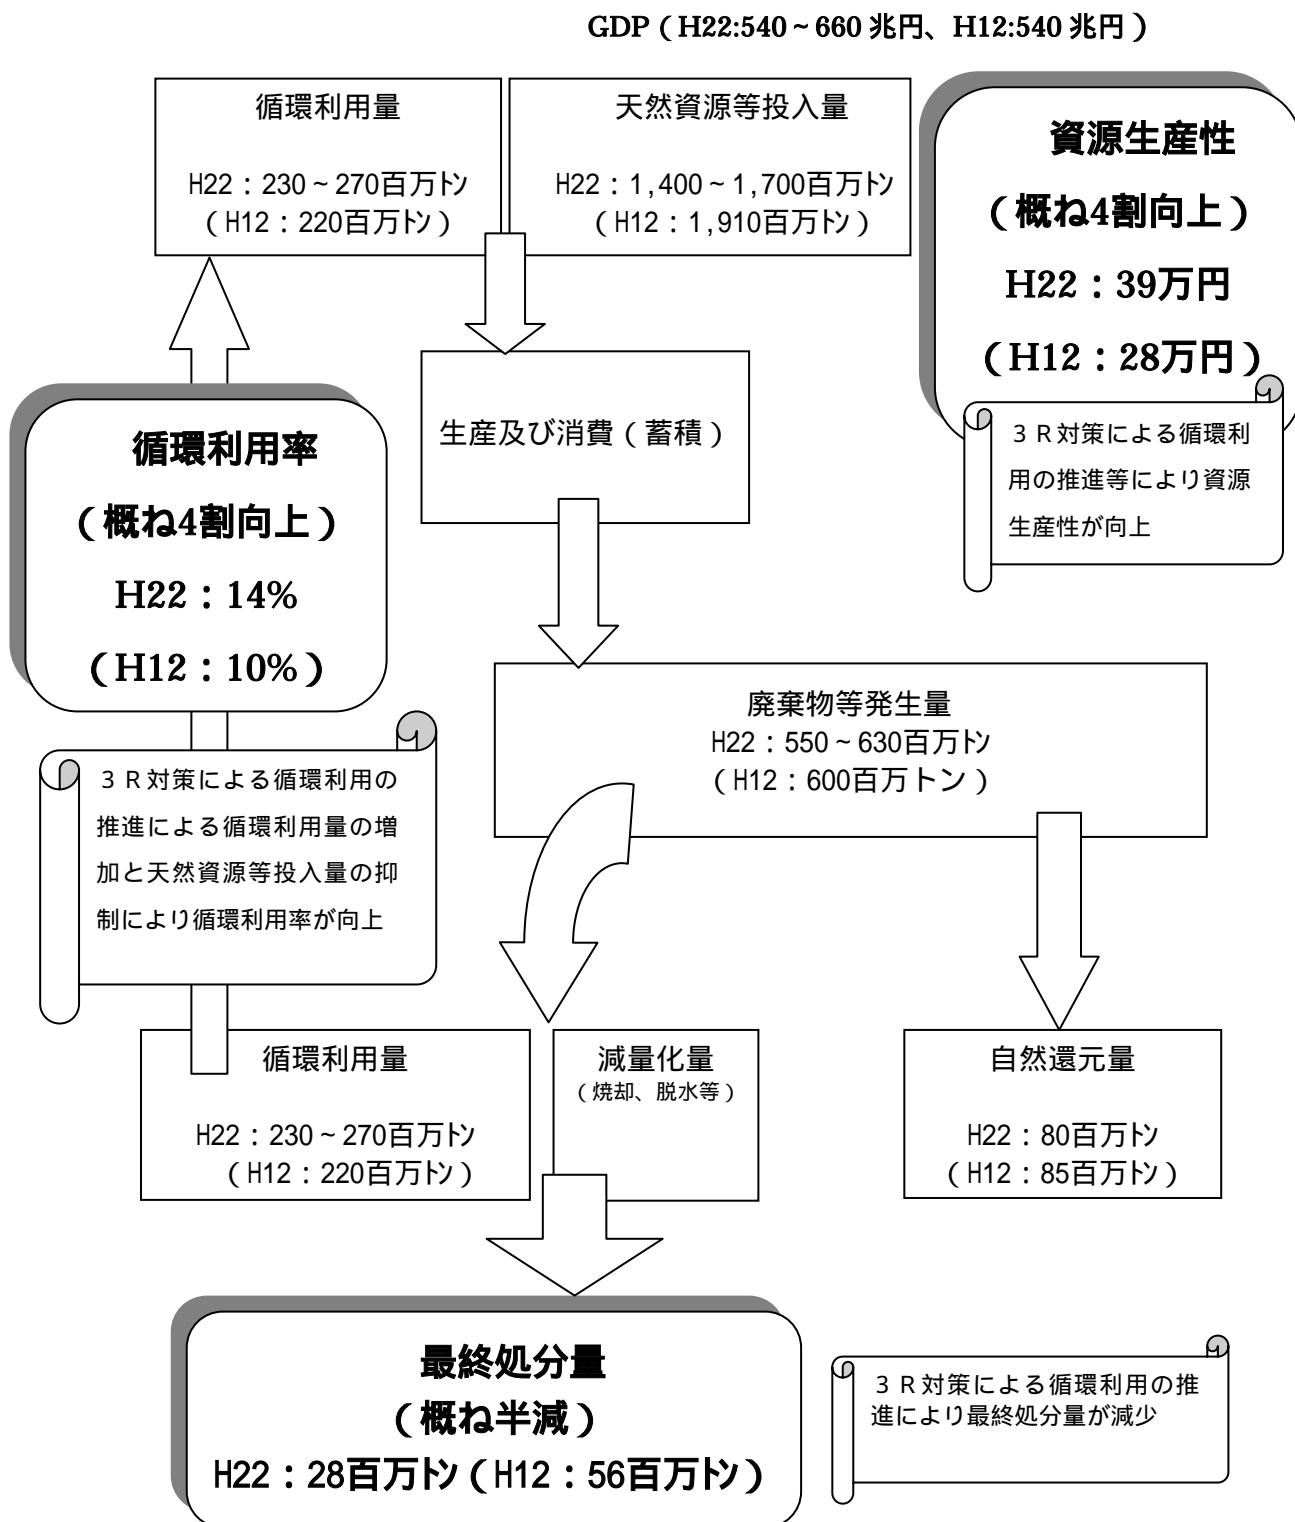 GDP（H22:540～660 兆円、H12:540 兆円）
循環利用量
H22：230～270百万㌧
（H12：220百万㌧）
天然資源等投入量
H22：1,400～1,700百万㌧
（H12：1,910百万㌧）
資源生産性
（概ね4割向上）
H22：39万円
（H12：28万円）
３Ｒ対策による循環利
用の推進等により資源
生産性が向上
生産及び消費（蓄積）
循環利用率
（概ね4割向上）
H22：14%
（H12：10%）
３Ｒ対策による循環利用の
推進による循環利用量の増
加と天然資源等投入量の抑
制により循環利用率が向上
廃棄物等発生量
H22：550～630百万㌧
（H12：600百万トン）
循環利用量
H22：230～270百万㌧
（H12：220百万㌧）
減量化量
（焼却、脱水等）
自然還元量
H22：80百万㌧
（H12：85百万㌧）
最終処分量
（概ね半減）
H22：28百万㌧（H12：56百万㌧）
３Ｒ対策による循環利用の推
進により最終処分量が減少